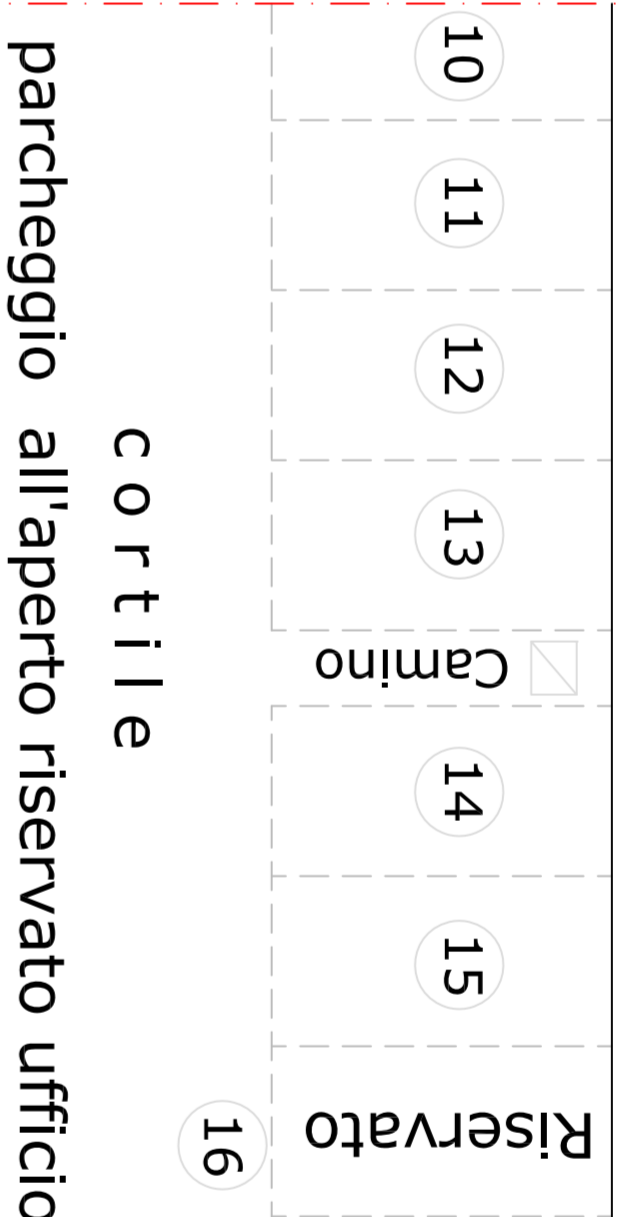 10
11
12
13
Camino
14
15
Riservato
16
cortile
parcheggio all'aperto riservato ufficio